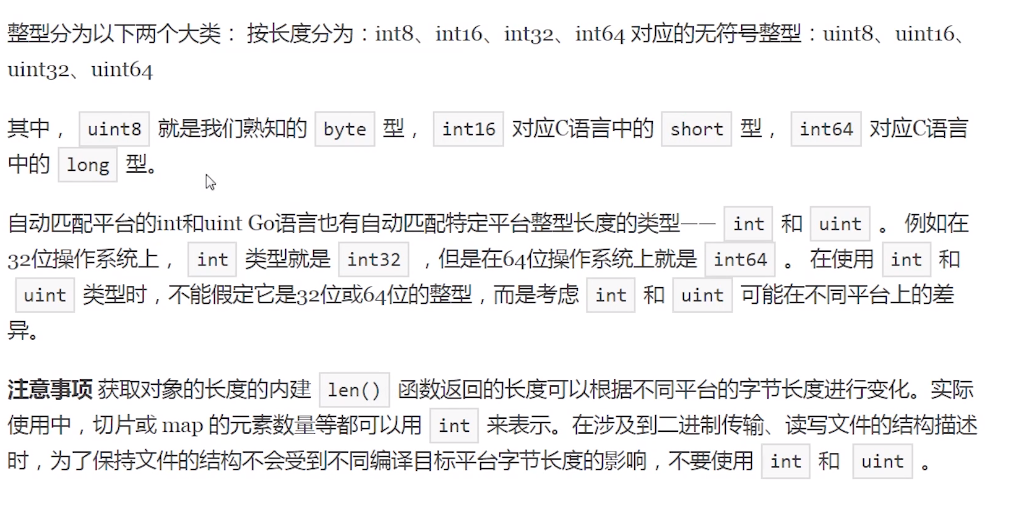 整型分为以下两个大类： 按长度分为：int8、int16、int32、int64 对应的无符号整型：uint8、uint16、
uint32、uint64
其中， uint8 就是我们熟知的 byte 型， int16 对应C语言中的 short 型， int64 对应C语言
中的 long 型。
自动匹配平台的int和uint Go语言也有自动匹配特定平台整型长度的类型—— int 和 uint 。 例如在
32位操作系统上， int 类型就是 int32 ，但是在64位操作系统上就是 int64 。 在使用 int 和
uint 类型时，不能假定它是32位或64位的整型，而是考虑 int 和 uint 可能在不同平台上的差
异。
注意事项 获取对象的长度的内建 len() 函数返回的长度可以根据不同平台的字节长度进行变化。实际
使用中，切片或 map 的元素数量等都可以用 int 来表示。在涉及到二进制传输、读写文件的结构描述
时，为了保持文件的结构不会受到不同编译目标平台字节长度的影响，不要使用 int 和 uint 。